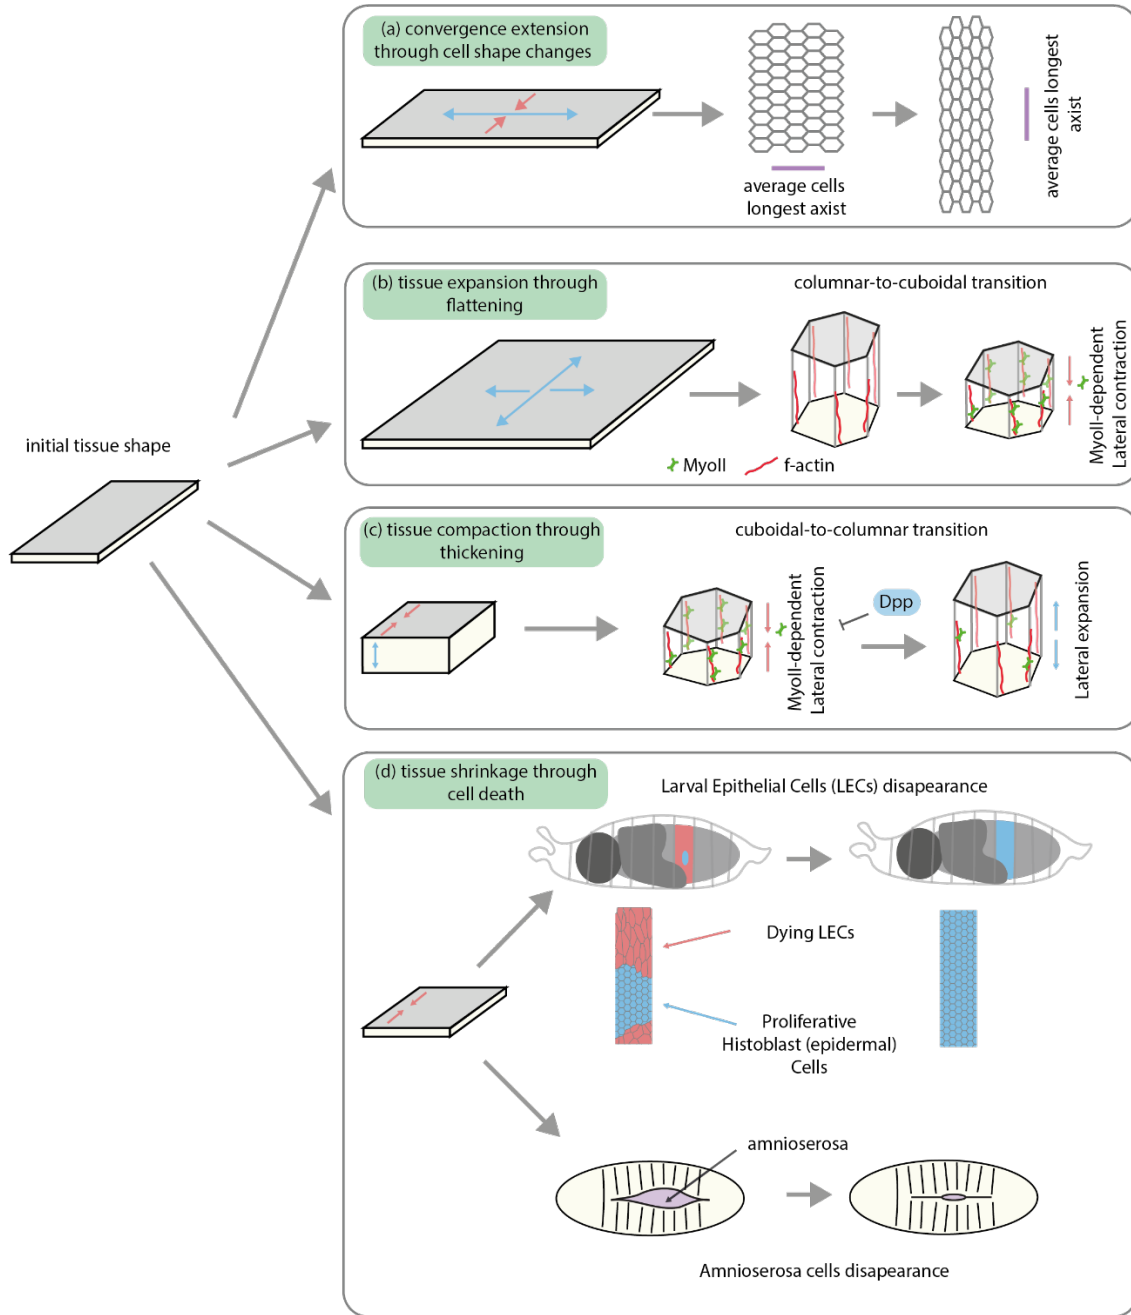 (a) convergence extension
through cell shape changes
average cells
longest axist
average cells longest
axist
(b) tissue expansion through
flattening
columnar-to-cuboidal transition
MyoII-dependent
Lateral contraction
MyoII
f-actin
initial tissue shape
(c) tissue compaction through
thickening
cuboidal-to-columnar transition
MyoII-dependent
Lateral contraction
Dpp
Lateral expansion
(d) tissue shrinkage through
cell death
Larval Epithelial Cells (LECs) disapearance
Dying LECs
Proliferative
Histoblast (epidermal)
Cells
amnioserosa
Amnioserosa cells disapearance